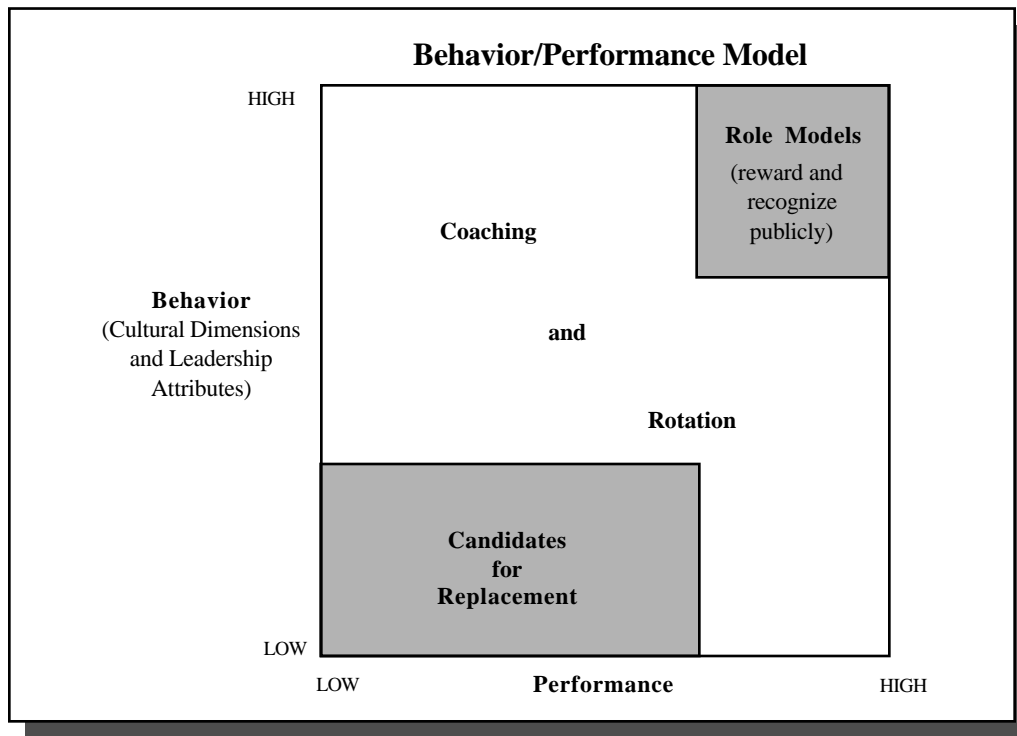 Behavior/Performance Model
HIGH
Role Models
(reward and
recognize
publicly)
Coaching
Behavior
(Cultural Dimensions
and Leadership
Attributes)
and
Rotation
Candidates
for
Replacement
LOW
LOW
Performance
HIGH